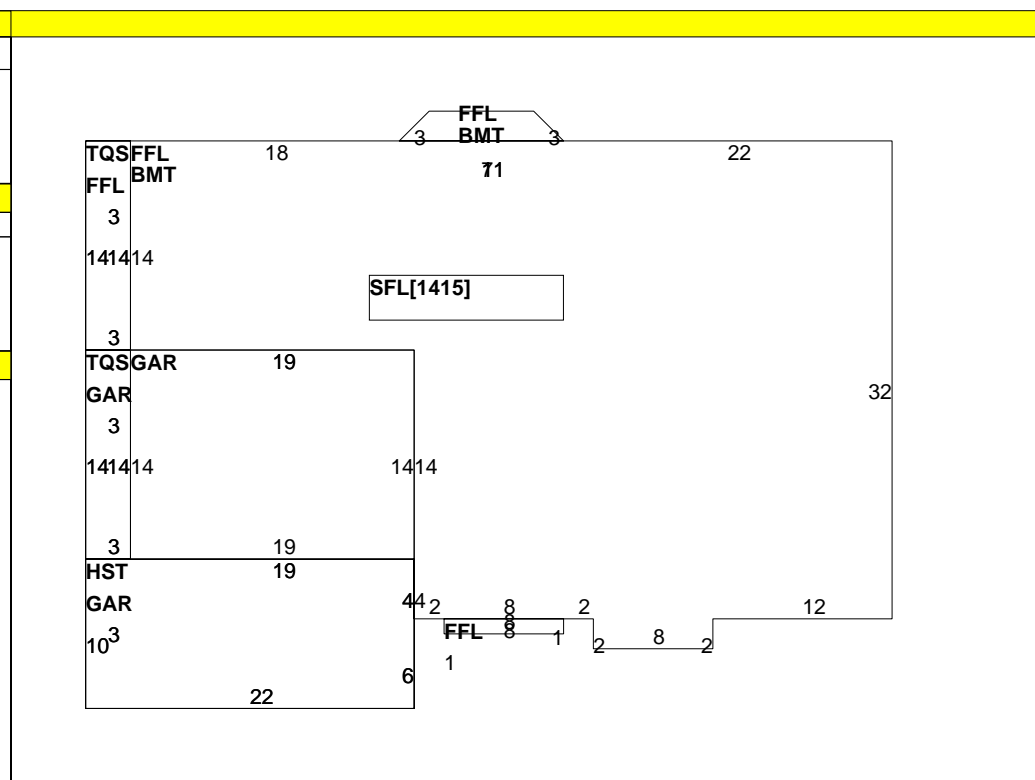 FFL
3 BMT 3
TQS FFL 18 22
BMT
FFL
3
14 14 14
SFL[1415]
3
TQS GAR 19
GAR 32
3
14 14 14 14 14
3 19
HST 19
GAR 4 4 2 8 2 12
8
FFL 8 1 2 8 2
3
10
1
6
22